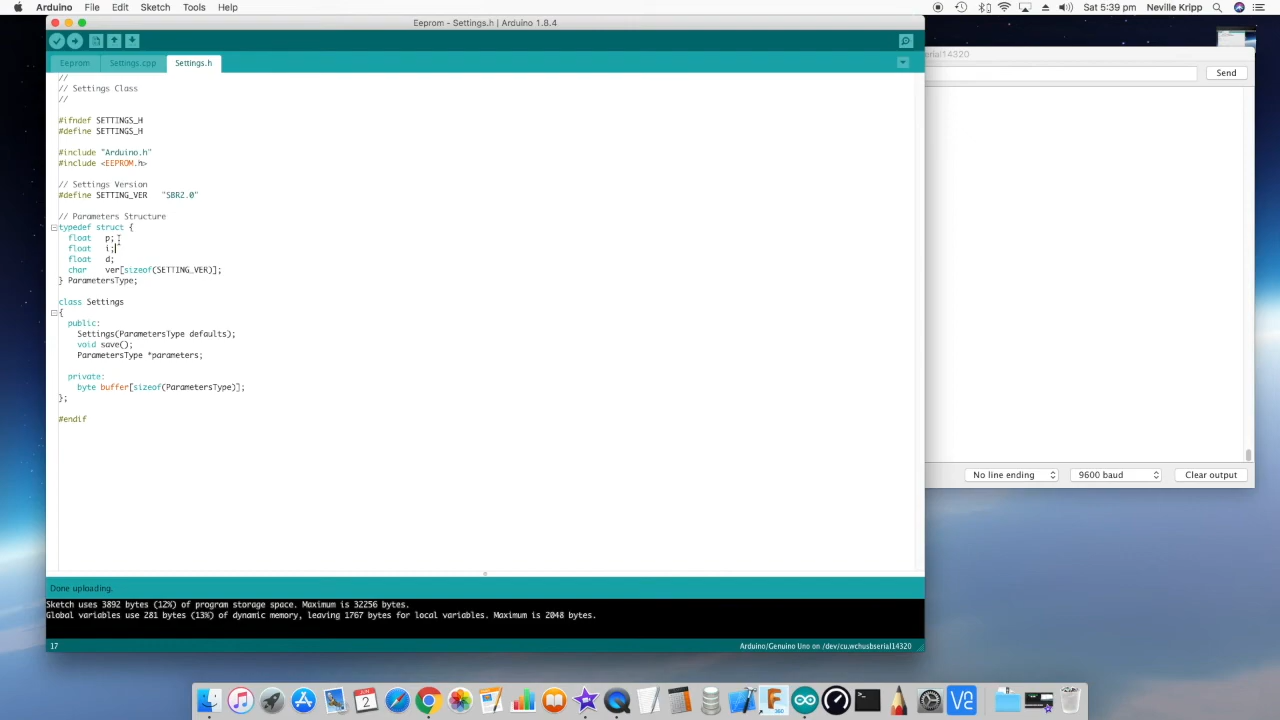 Arduino File Edit Sketch Tools Help
Sat 5:39 pm Neville Kripp
Eeprom - Settings.h | Arduino 1.8.4
Eeprom Settings.cpp Settings.h
//
// Settings Class
//
#ifndef SETTINGS_H
#define SETTINGS_H
#include "Arduino.h"
#include <EEPROM.h>
// Settings Version
#define SETTING_VER "SBR2.0"
// Parameters Structure
typedef struct {
float p;
float i;
float d;
char ver[sizeof(SETTING_VER)];
} ParametersType;
class Settings
{
public:
Settings(ParametersType defaults);
void save();
ParametersType *parameters;
private:
byte buffer[sizeof(ParametersType)];
};
#endif
Done uploading.
Sketch uses 3892 bytes (12%) of program storage space. Maximum is 32256 bytes.
Global variables use 281 bytes (13%) of dynamic memory, leaving 1767 bytes for local variables. Maximum is 2048 bytes.
17
Arduino/Genuino Uno on /dev/cu.wchusbserial14320
erial14320
Send
No line ending
9600 baud
Clear output